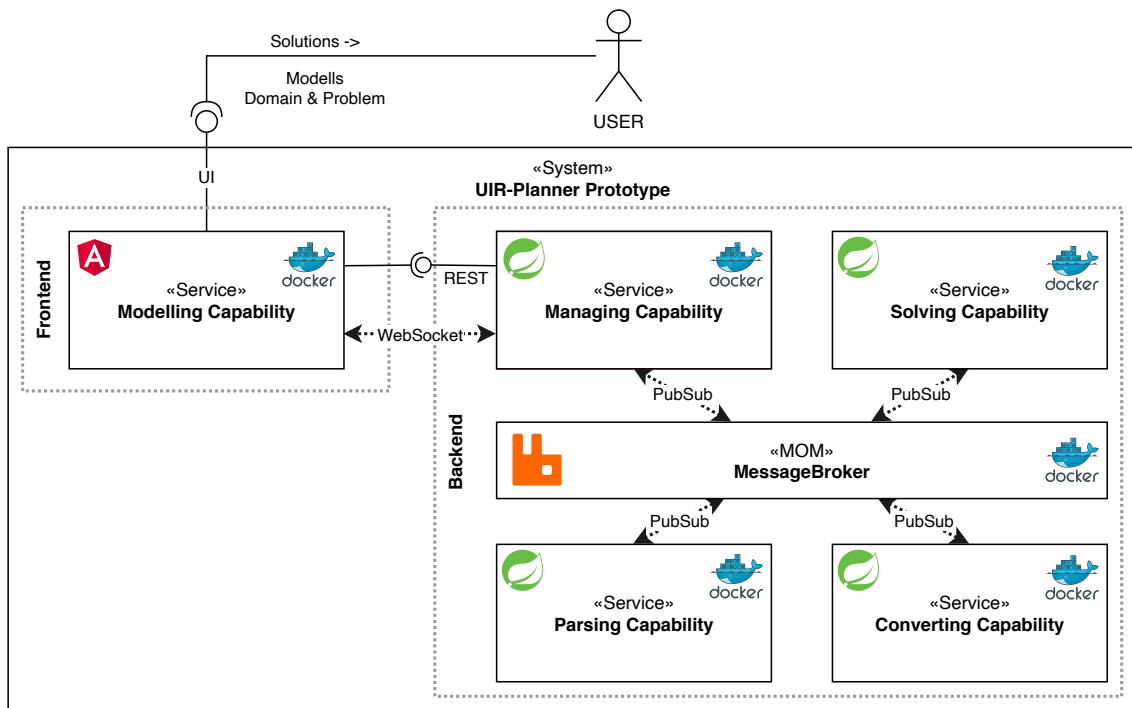 Solutions ->
Modells
Domain & Problem
USER
UI
«System»
UIR-Planner Prototype
Frontend
docker
«Service»
Modelling Capability
REST
WebSocket
Backend
docker
«Service»
Managing Capability
docker
«Service»
Solving Capability
PubSub
PubSub
«MOM»
MessageBroker
docker
PubSub
PubSub
docker
«Service»
Parsing Capability
docker
«Service»
Converting Capability